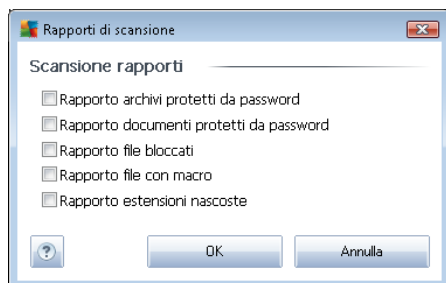 Rapporti di scansione
Scansione rapporti
Rapporto archivi protetti da password
Rapporto documenti protetti da password
Rapporto file bloccati
Rapporto file con macro
Rapporto estensioni nascoste
? OK Annulla